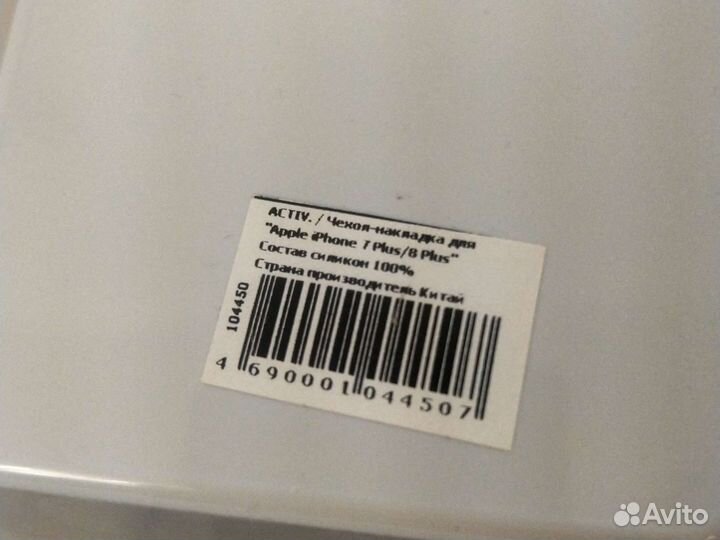 ACTIV. / Чехол-накладка для
"Apple iPhone 7 Plus/8 Plus"
Состав силикон 100%
Страна производитель Китай
104450
4 690001 044507
Avito